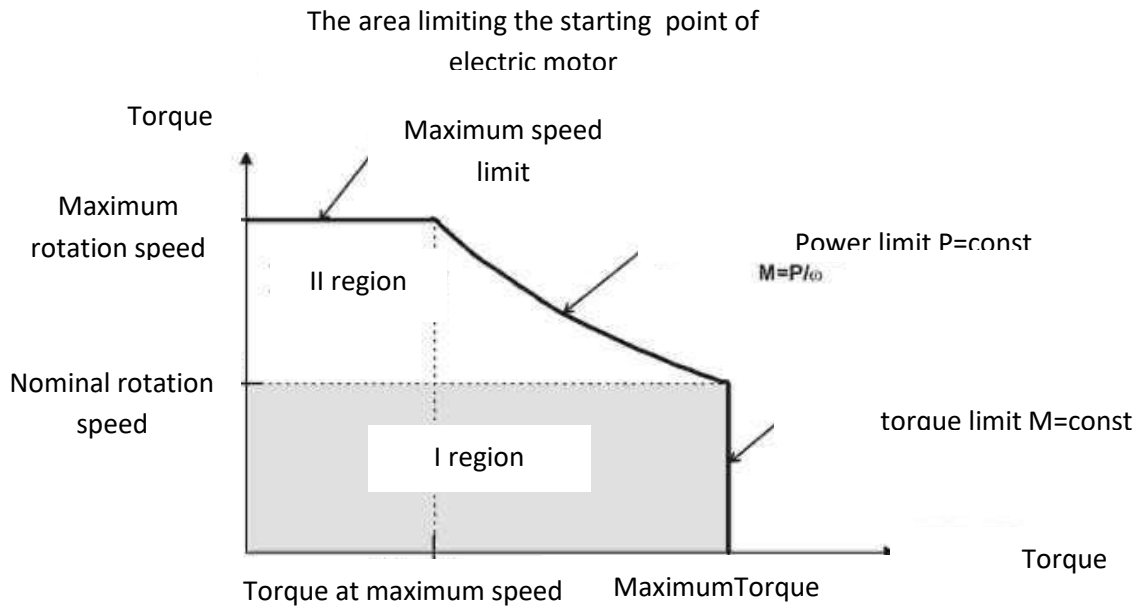 The area limiting the starting point of
electric motor
Torque
Maximum speed
limit
Maximum
rotation speed
Power limit P=const
M=P/ω
II region
Nominal rotation
speed
torque limit M=const
I region
Torque
Torque at maximum speed
MaximumTorque